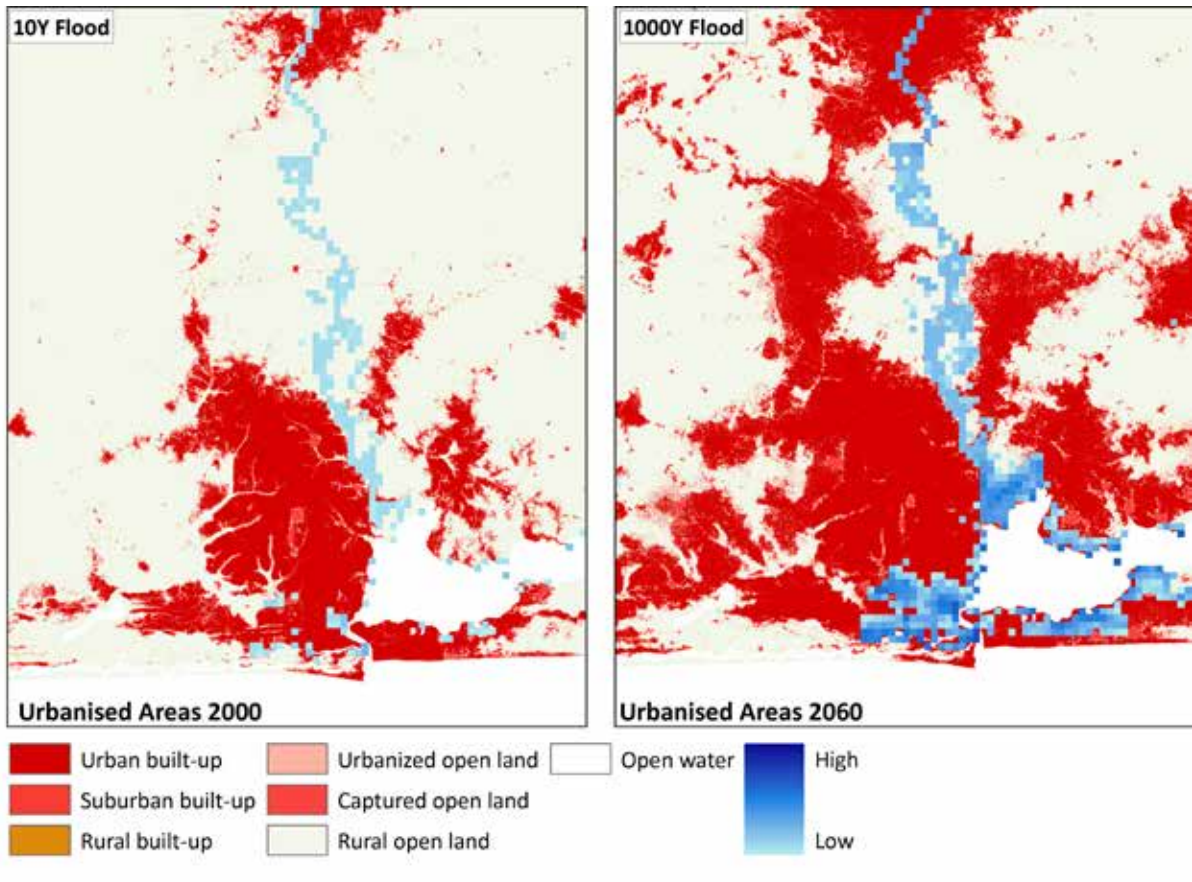 10Y Flood
1000Y Flood
Urbanised Areas 2000
Urbanised Areas 2060
Urban built-up
Urbanized open land
Open water
High
Suburban built-up
Captured open land
Rural built-up
Rural open land
Low